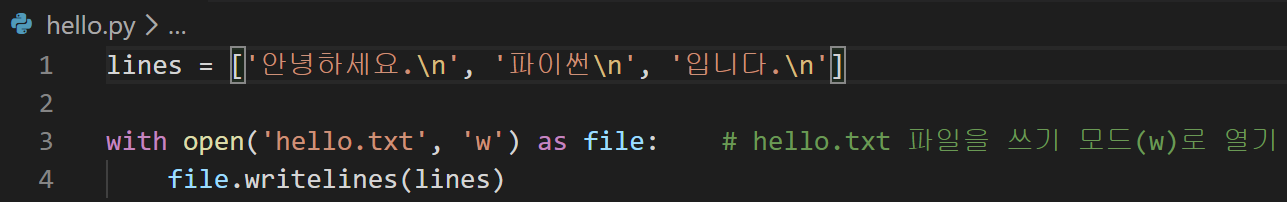 hello.py > ...
1 lines = ['안녕하세요.\n', '파이썬\n', '입니다.\n']
2
3 with open('hello.txt', 'w') as file:    # hello.txt 파일을 쓰기 모드(w)로 열기
4     file.writelines(lines)